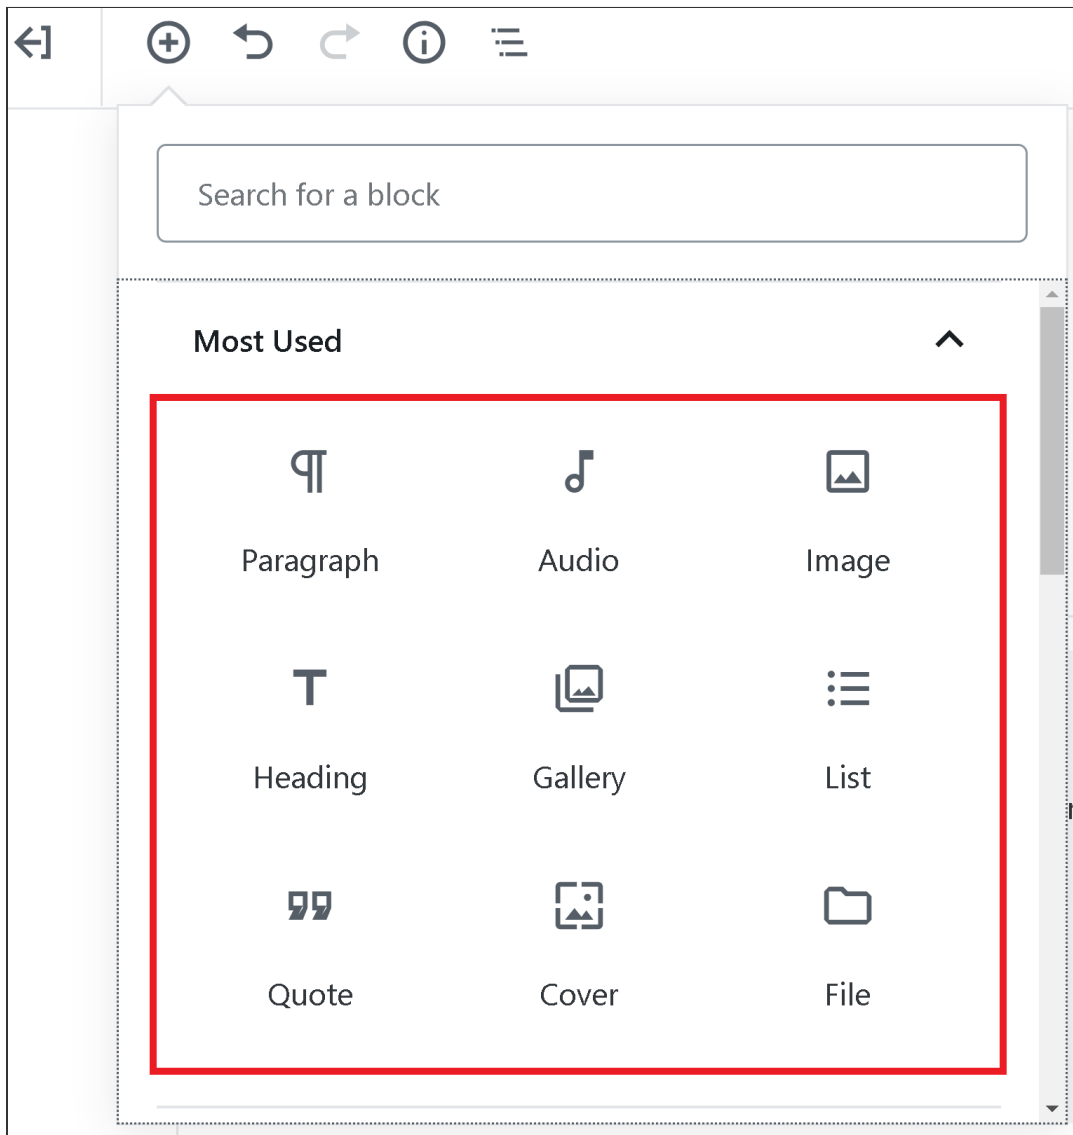 Search for a block
Most Used
Paragraph Audio Image
Heading Gallery List
Quote Cover File